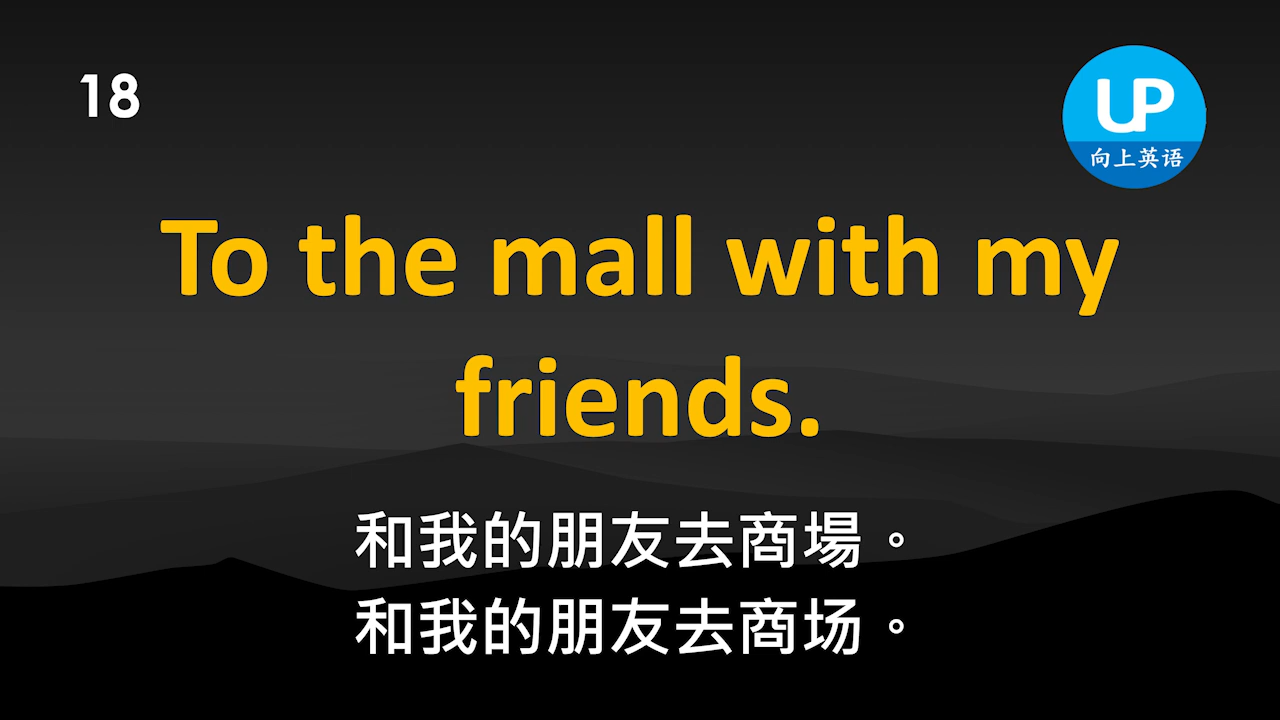 18
UP
向上英语
To the mall with my
friends.
和我的朋友去商場。
和我的朋友去商场。